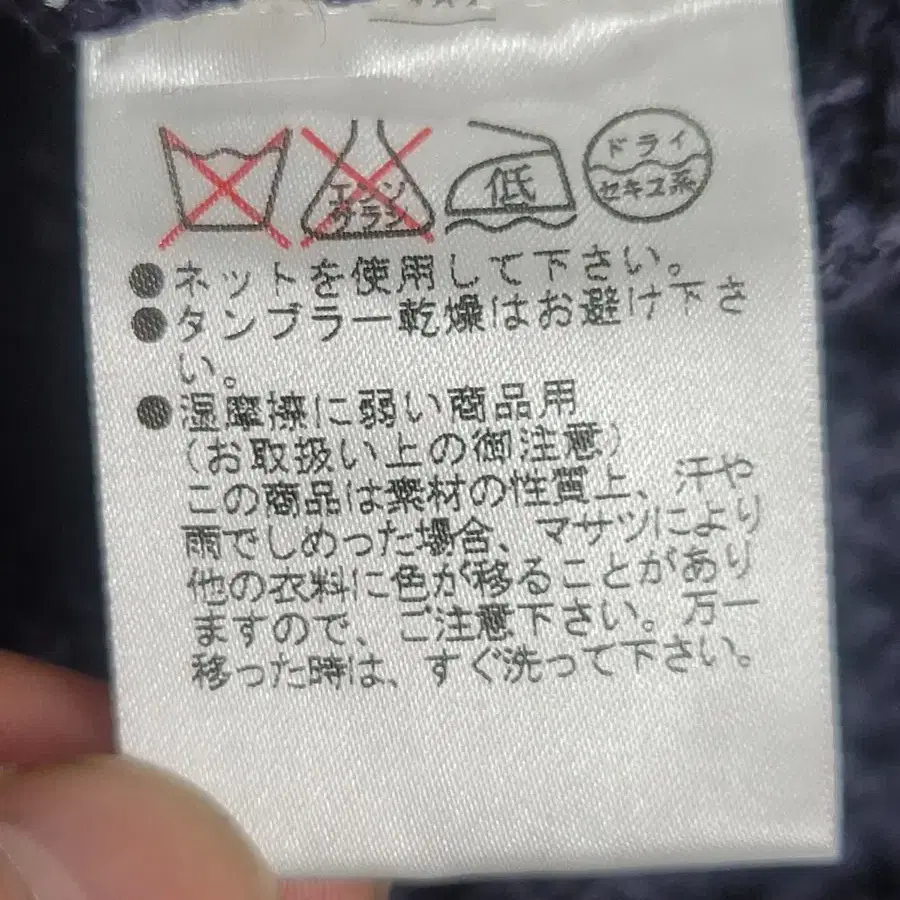 エンソ
サラシ
低
ドライ
セキユ系
●ネットを使用して下さい。
●タンブラー乾燥はお避け下さ
い。
●湿摩擦に弱い商品用
(お取扱い上の御注意)
この商品は素材の性質上、汗や
雨でしめった場合、マサツにより
他の衣料に色が移ることがあり
ますので、ご注意下さい。万一
移った時は、すぐ洗って下さい。